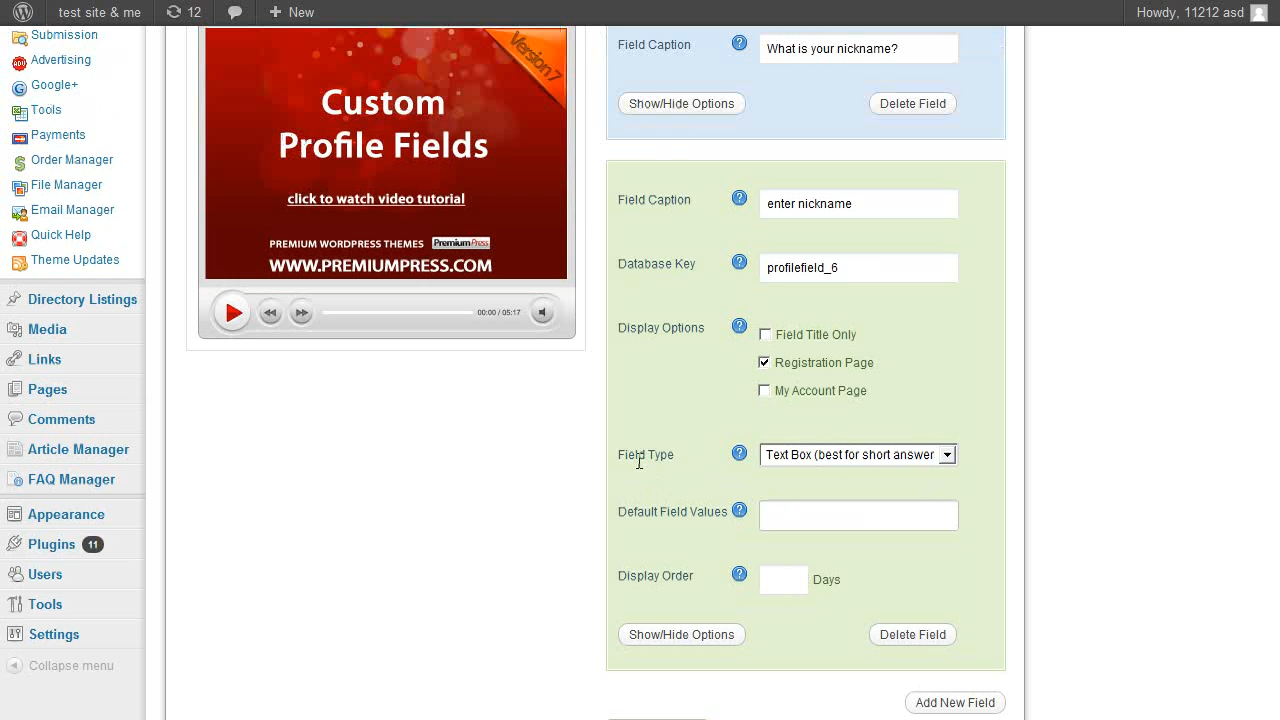 test site & me
12
New
Howdy, 11212 asd
Submission
Advertising
Google+
Tools
Payments
Order Manager
File Manager
Email Manager
Quick Help
Theme Updates
Directory Listings
Media
Links
Pages
Comments
Article Manager
FAQ Manager
Appearance
Plugins 11
Users
Tools
Settings
Collapse menu
Version7
Custom
Profile Fields
click to watch video tutorial
PREMIUM WORDPRESS THEMES PremiumPress
WWW.PREMIUMPRESS.COM
00:00 / 05:17
Field Caption ? What is your nickname?
Show/Hide Options Delete Field
Field Caption ? enter nickname
Database Key ? profilefield_6
Display Options ? Field Title Only
Registration Page
My Account Page
Field Type ? Text Box (best for short answer
Default Field Values ?
Display Order ? Days
Show/Hide Options Delete Field
Add New Field